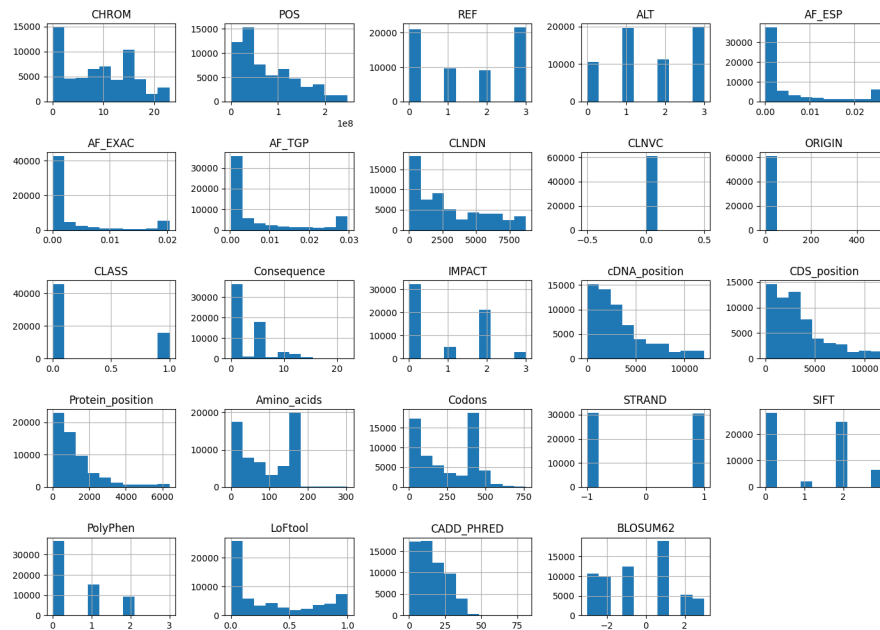 CHROM POS REF ALT AF_ESP
15000 10000 5000 0 0 10 20
15000 10000 5000 0 0 1 2 1e8
20000 10000 0 0 1 2 3
20000 10000 0 0 1 2 3
30000 20000 10000 0 0.00 0.01 0.02
AF_EXAC AF_TGP CLNDN CLNVC ORIGIN
40000 20000 0 0.00 0.01 0.02
30000 20000 10000 0 0.00 0.01 0.02 0.03
15000 10000 5000 0 0 2500 5000 7500
60000 40000 20000 0 −0.5 0.0 0.5
60000 40000 20000 0 0 200 400
CLASS Consequence IMPACT cDNA_position CDS_position
40000 20000 0 0.0 0.5 1.0
30000 20000 10000 0 0 10 20
30000 20000 10000 0 0 1 2 3
15000 10000 5000 0 0 5000 10000
15000 10000 5000 0 0 5000 10000
Protein_position Amino_acids Codons STRAND SIFT
20000 10000 0 0 2000 4000 6000
20000 10000 0 0 100 200 300
15000 10000 5000 0 0 250 500 750
30000 20000 10000 0 −1 0 1
20000 10000 0 0 1 2 3
PolyPhen LoFtool CADD_PHRED BLOSUM62
30000 20000 10000 0 0 1 2 3
20000 10000 0 0.0 0.5 1.0
15000 10000 5000 0 0 25 50 75
15000 10000 5000 0 −2 0 2